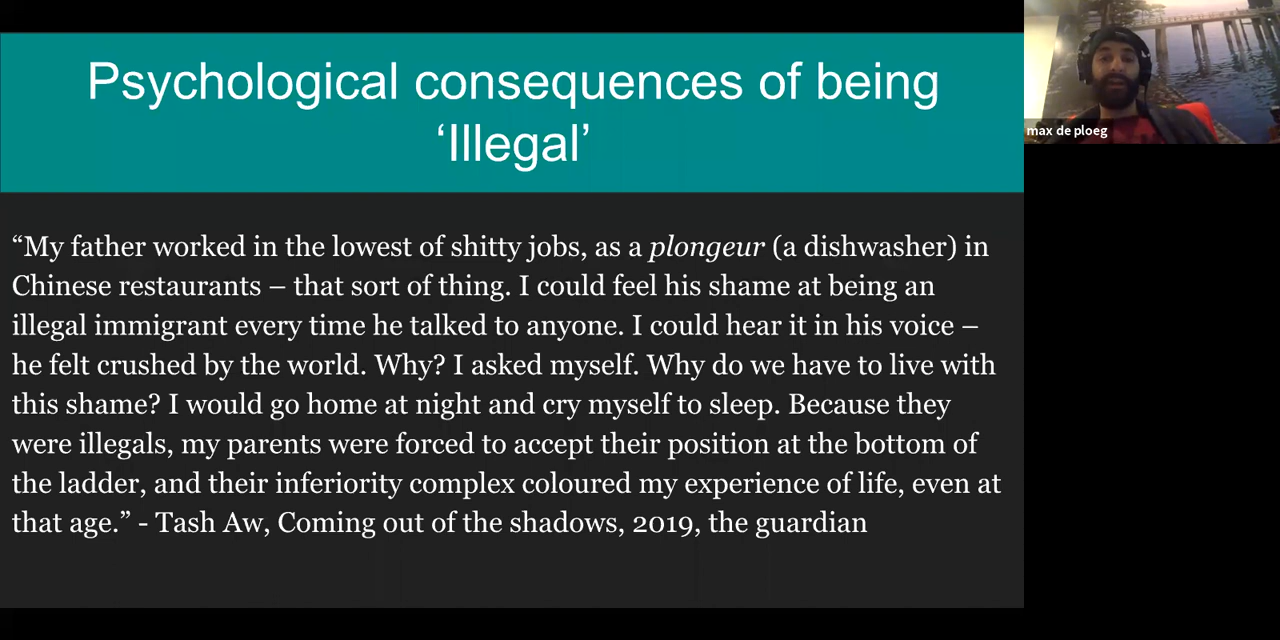 Psychological consequences of being
‘Illegal’
“My father worked in the lowest of shitty jobs, as a plongeur (a dishwasher) in
Chinese restaurants – that sort of thing. I could feel his shame at being an
illegal immigrant every time he talked to anyone. I could hear it in his voice –
he felt crushed by the world. Why? I asked myself. Why do we have to live with
this shame? I would go home at night and cry myself to sleep. Because they
were illegals, my parents were forced to accept their position at the bottom of
the ladder, and their inferiority complex coloured my experience of life, even at
that age.” - Tash Aw, Coming out of the shadows, 2019, the guardian
max de ploeg